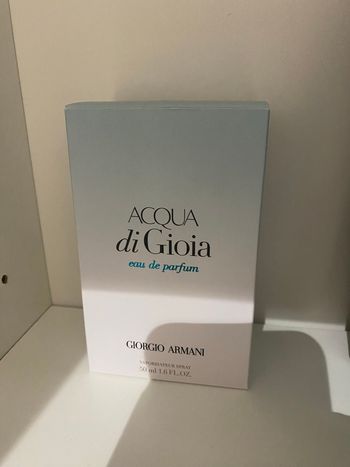 ACQUA
di Gioia
eau de parfum
GIORGIO ARMANI
VAPORISATEUR SPRAY
50 ml 1.6 FL.OZ.